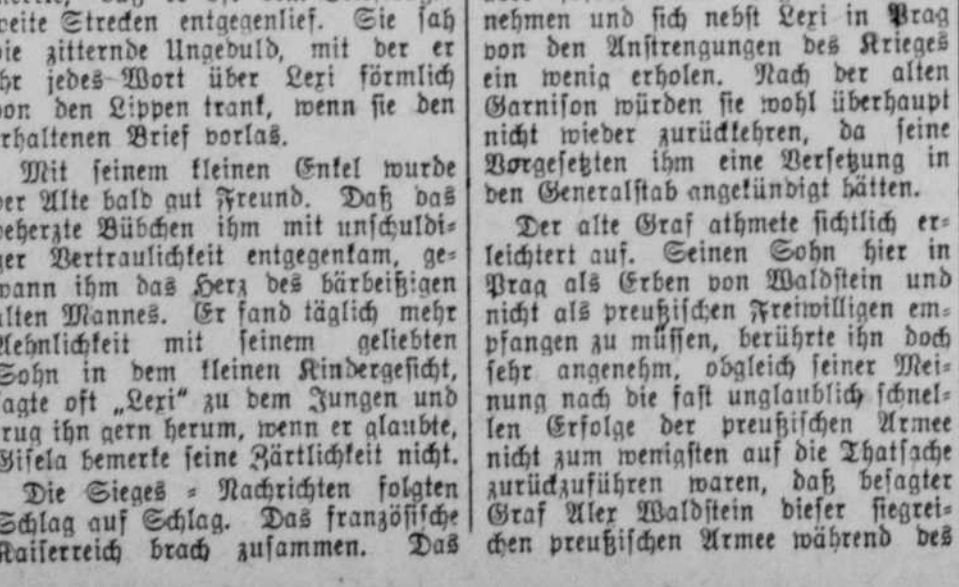 weite Strecken entgegenlief. Sie sah
die zitternde Ungeduld, mit der er
ihr jedes Wort über Lexi förmlich
von den Lippen trank, wenn sie den
erhaltenen Brief vorlas.
Mit seinem kleinen Enkel wurde
der Alte bald gut Freund. Daß das
beherzte Bübchen ihm mit unschuldi-
ger Vertraulichkeit entgegenkam, ge-
wann ihm das Herz des bärbeißigen
alten Mannes. Er fand täglich mehr
Aehnlichkeit mit seinem geliebten
Sohn in dem kleinen Kindergesicht,
sagte oft „Lexi“ zu dem Jungen und
trug ihn gern herum, wenn er glaubte,
Gisela bemerke seine Zärtlichkeit nicht.
Die Sieges-Nachrichten folgten
Schlag auf Schlag. Das französische
Kaiserreich brach zusammen. Das
nehmen und sich nebst Lexi in Prag
von den Anstrengungen des Krieges
ein wenig erholen. Nach der alten
Garnison würden sie wohl überhaupt
nicht wieder zurückkehren, da seine
Vorgesetzten ihm eine Versetzung in
den Generalstab angekündigt hätten.
Der alte Graf athmete sichtlich er-
leichtert auf. Seinen Sohn hier in
Prag als Erben von Waldstein und
nicht als preußischen Freiwilligen em-
pfangen zu müssen, berührte ihn doch
sehr angenehm, obgleich seiner Mei-
nung nach die fast unglaublich schnel-
len Erfolge der preußischen Armee
nicht zum wenigsten auf die Thatsache
zurückzuführen waren, daß besagter
Graf Alex Waldstein dieser siegrei-
chen preußischen Armee während des